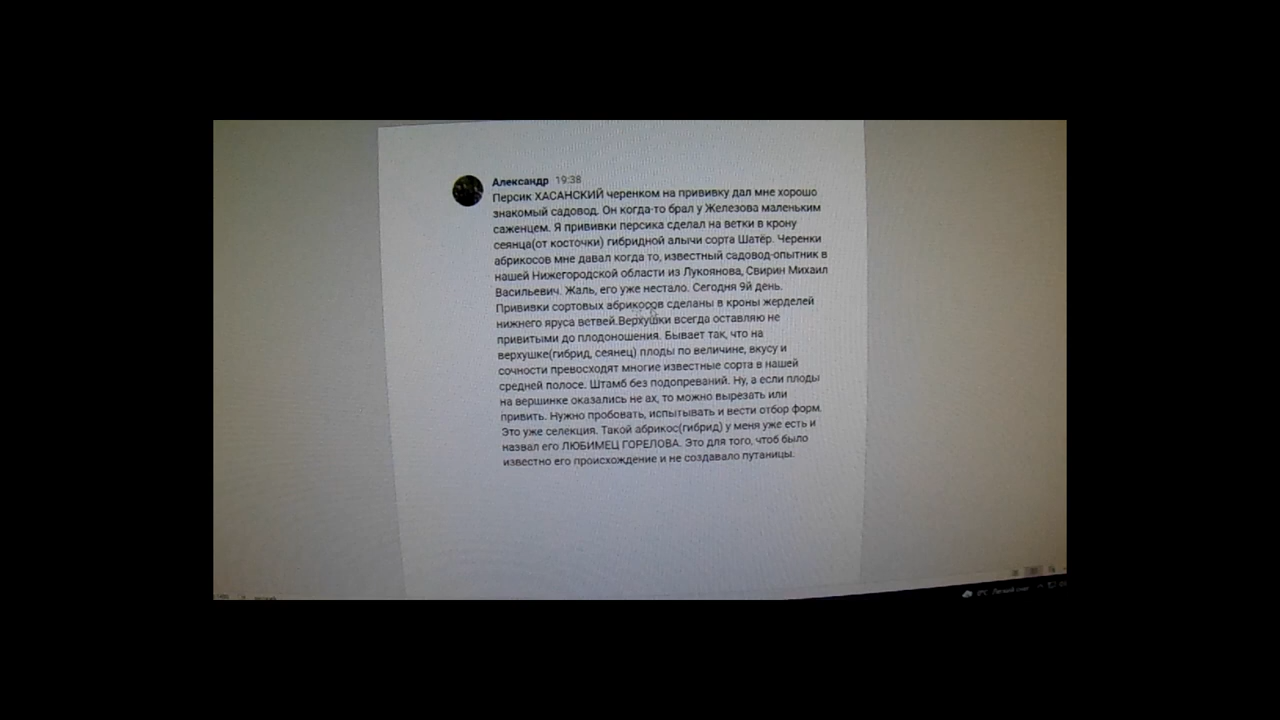 Александр 19:38
Персик ХАСАНСКИЙ черенком на прививку дал мне хорошо
знакомый садовод. Он когда-то брал у Железова маленьким
саженцем. Я прививки персика сделал на ветки в крону
сеянца(от косточки) гибридной алычи сорта Шатёр. Черенки
абрикосов мне давал когда то, известный садовод-опытник в
нашей Нижегородской области из Лукоянова, Свирин Михаил
Васильевич. Жаль, его уже нестало. Сегодня 9й день.
Прививки сортовых абрикосов сделаны в кроны жерделей
нижнего яруса ветвей.Верхушки всегда оставляю не
привитыми до плодоношения. Бывает так, что на
верхушке(гибрид, сеянец) плоды по величине, вкусу и
сочности превосходят многие известные сорта в нашей
средней полосе. Штамб без подопреваний. Ну, а если плоды
на вершинке оказались не ах, то можно вырезать или
привить. Нужно пробовать, испытывать и вести отбор форм.
Это уже селекция. Такой абрикос(гибрид) у меня уже есть и
назвал его ЛЮБИМЕЦ ГОРЕЛОВА. Это для того, чтоб было
известно его происхождение и не создавало путаницы.
0°C Легкий снег